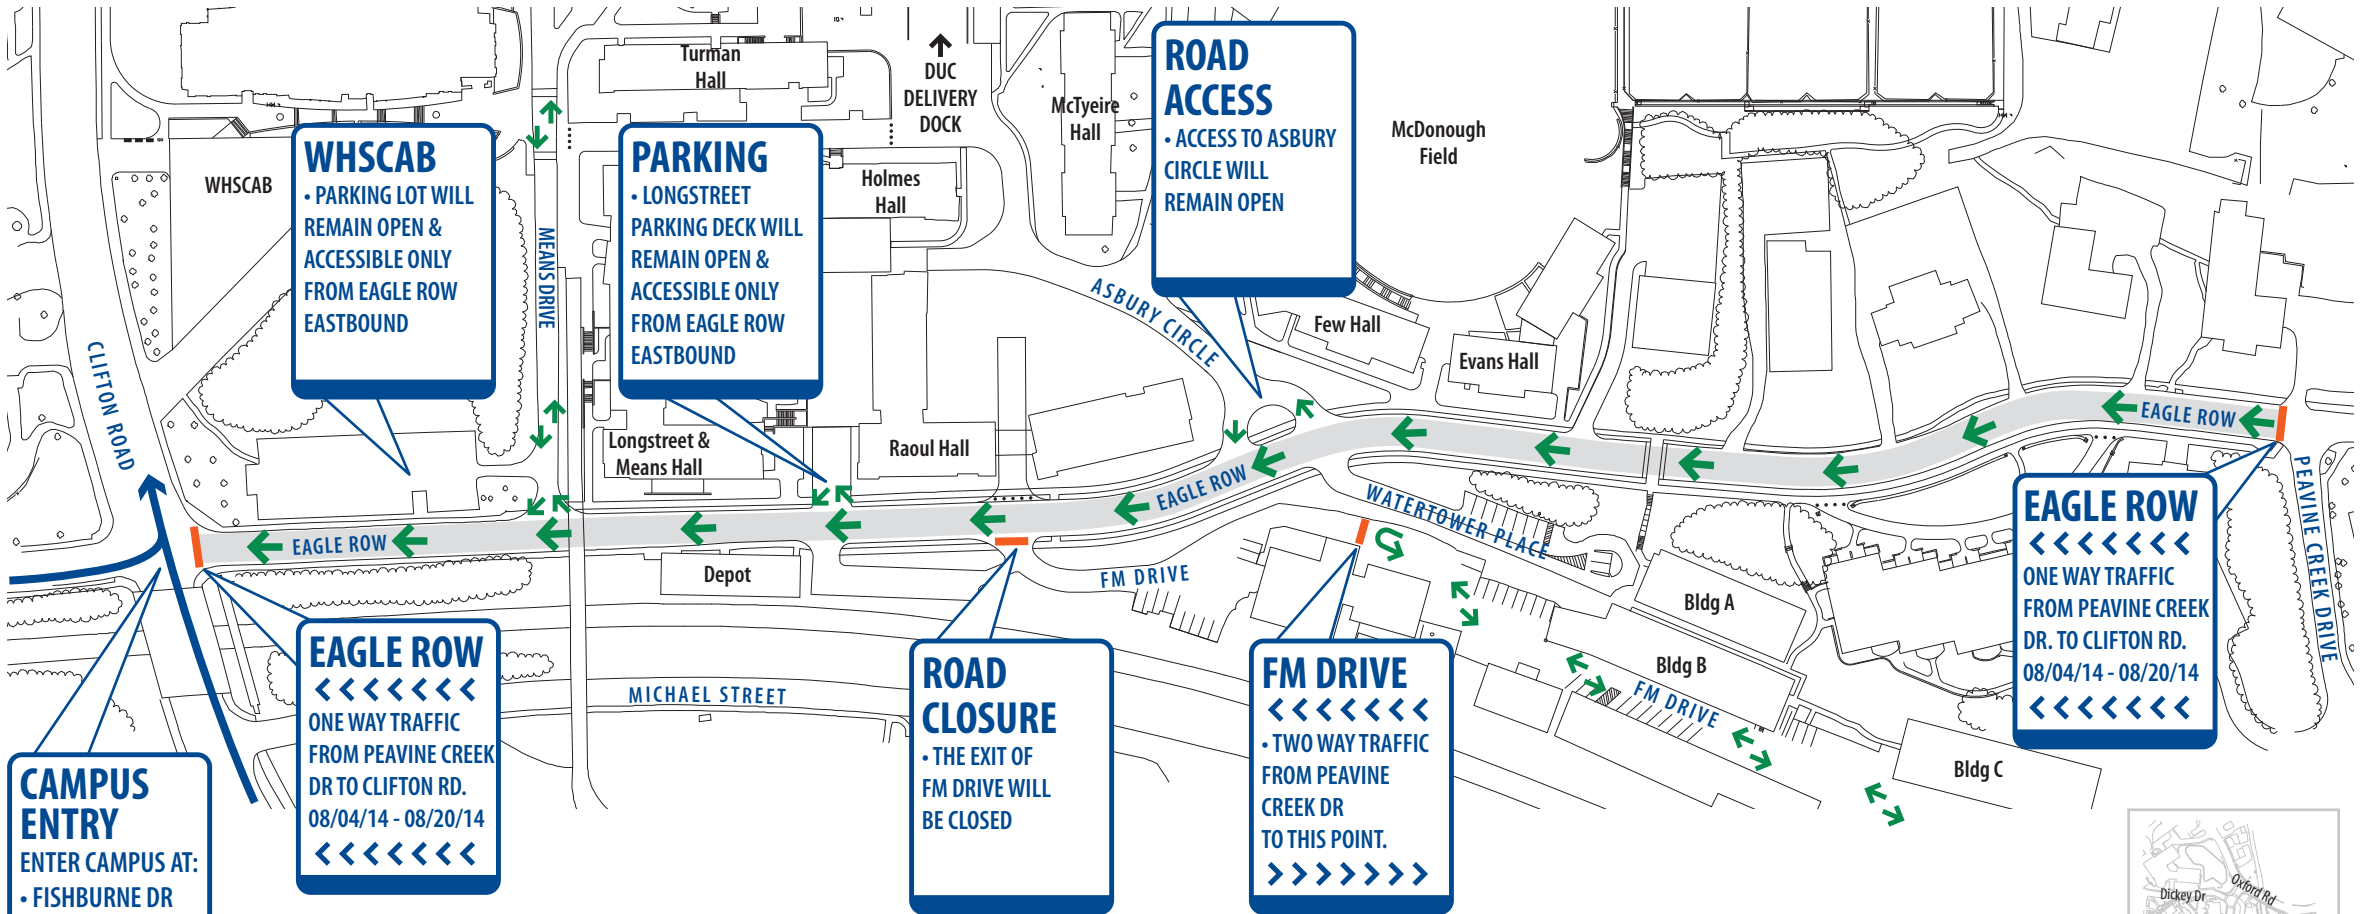 Turman
Hall
DUC
DELIVERY
DOCK
McTyeire
Hall
ROAD
ACCESS
• ACCESS TO ASBURY
CIRCLE WILL
REMAIN OPEN
McDonough
Field
WHSCAB
WHSCAB
• PARKING LOT WILL
REMAIN OPEN &
ACCESSIBLE ONLY
FROM EAGLE ROW
EASTBOUND
MEANS DRIVE
PARKING
• LONGSTREET
PARKING DECK WILL
REMAIN OPEN &
ACCESSIBLE ONLY
FROM EAGLE ROW
EASTBOUND
Holmes
Hall
ASBURY CIRCLE
Few Hall
Evans Hall
CLIFTON ROAD
Longstreet &
Means Hall
Raoul Hall
EAGLE ROW
EAGLE ROW
EAGLE ROW
WATERTOWER PLACE
PEAVINE CREEK DRIVE
Depot
FM DRIVE
Bldg A
Bldg B
FM DRIVE
Bldg C
MICHAEL STREET
EAGLE ROW
<<<<<<<
ONE WAY TRAFFIC
FROM PEAVINE CREEK
DR. TO CLIFTON RD.
08/04/14 - 08/20/14
<<<<<<<
EAGLE ROW
<<<<<<<
ONE WAY TRAFFIC
FROM PEAVINE CREEK
DR TO CLIFTON RD.
08/04/14 - 08/20/14
<<<<<<<
ROAD
CLOSURE
• THE EXIT OF
FM DRIVE WILL
BE CLOSED
FM DRIVE
<<<<<<<
• TWO WAY TRAFFIC
FROM PEAVINE
CREEK DR
TO THIS POINT.
>>>>>>>
CAMPUS
ENTRY
ENTER CAMPUS AT:
• FISHBURNE DR
Dickey Dr
Oxford Rd